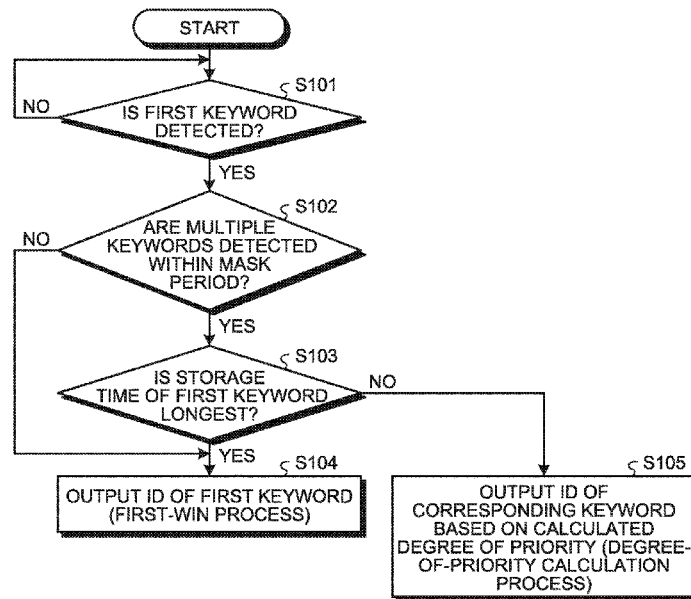 START
S101
NO
IS FIRST KEYWORD
DETECTED?
YES
S102
NO
ARE MULTIPLE
KEYWORDS DETECTED
WITHIN MASK
PERIOD?
YES
S103
IS STORAGE
TIME OF FIRST KEYWORD
LONGEST?
NO
YES
S104
OUTPUT ID OF FIRST KEYWORD
(FIRST-WIN PROCESS)
S105
OUTPUT ID OF
CORRESPONDING KEYWORD
BASED ON CALCULATED
DEGREE OF PRIORITY (DEGREE-
OF-PRIORITY CALCULATION
PROCESS)